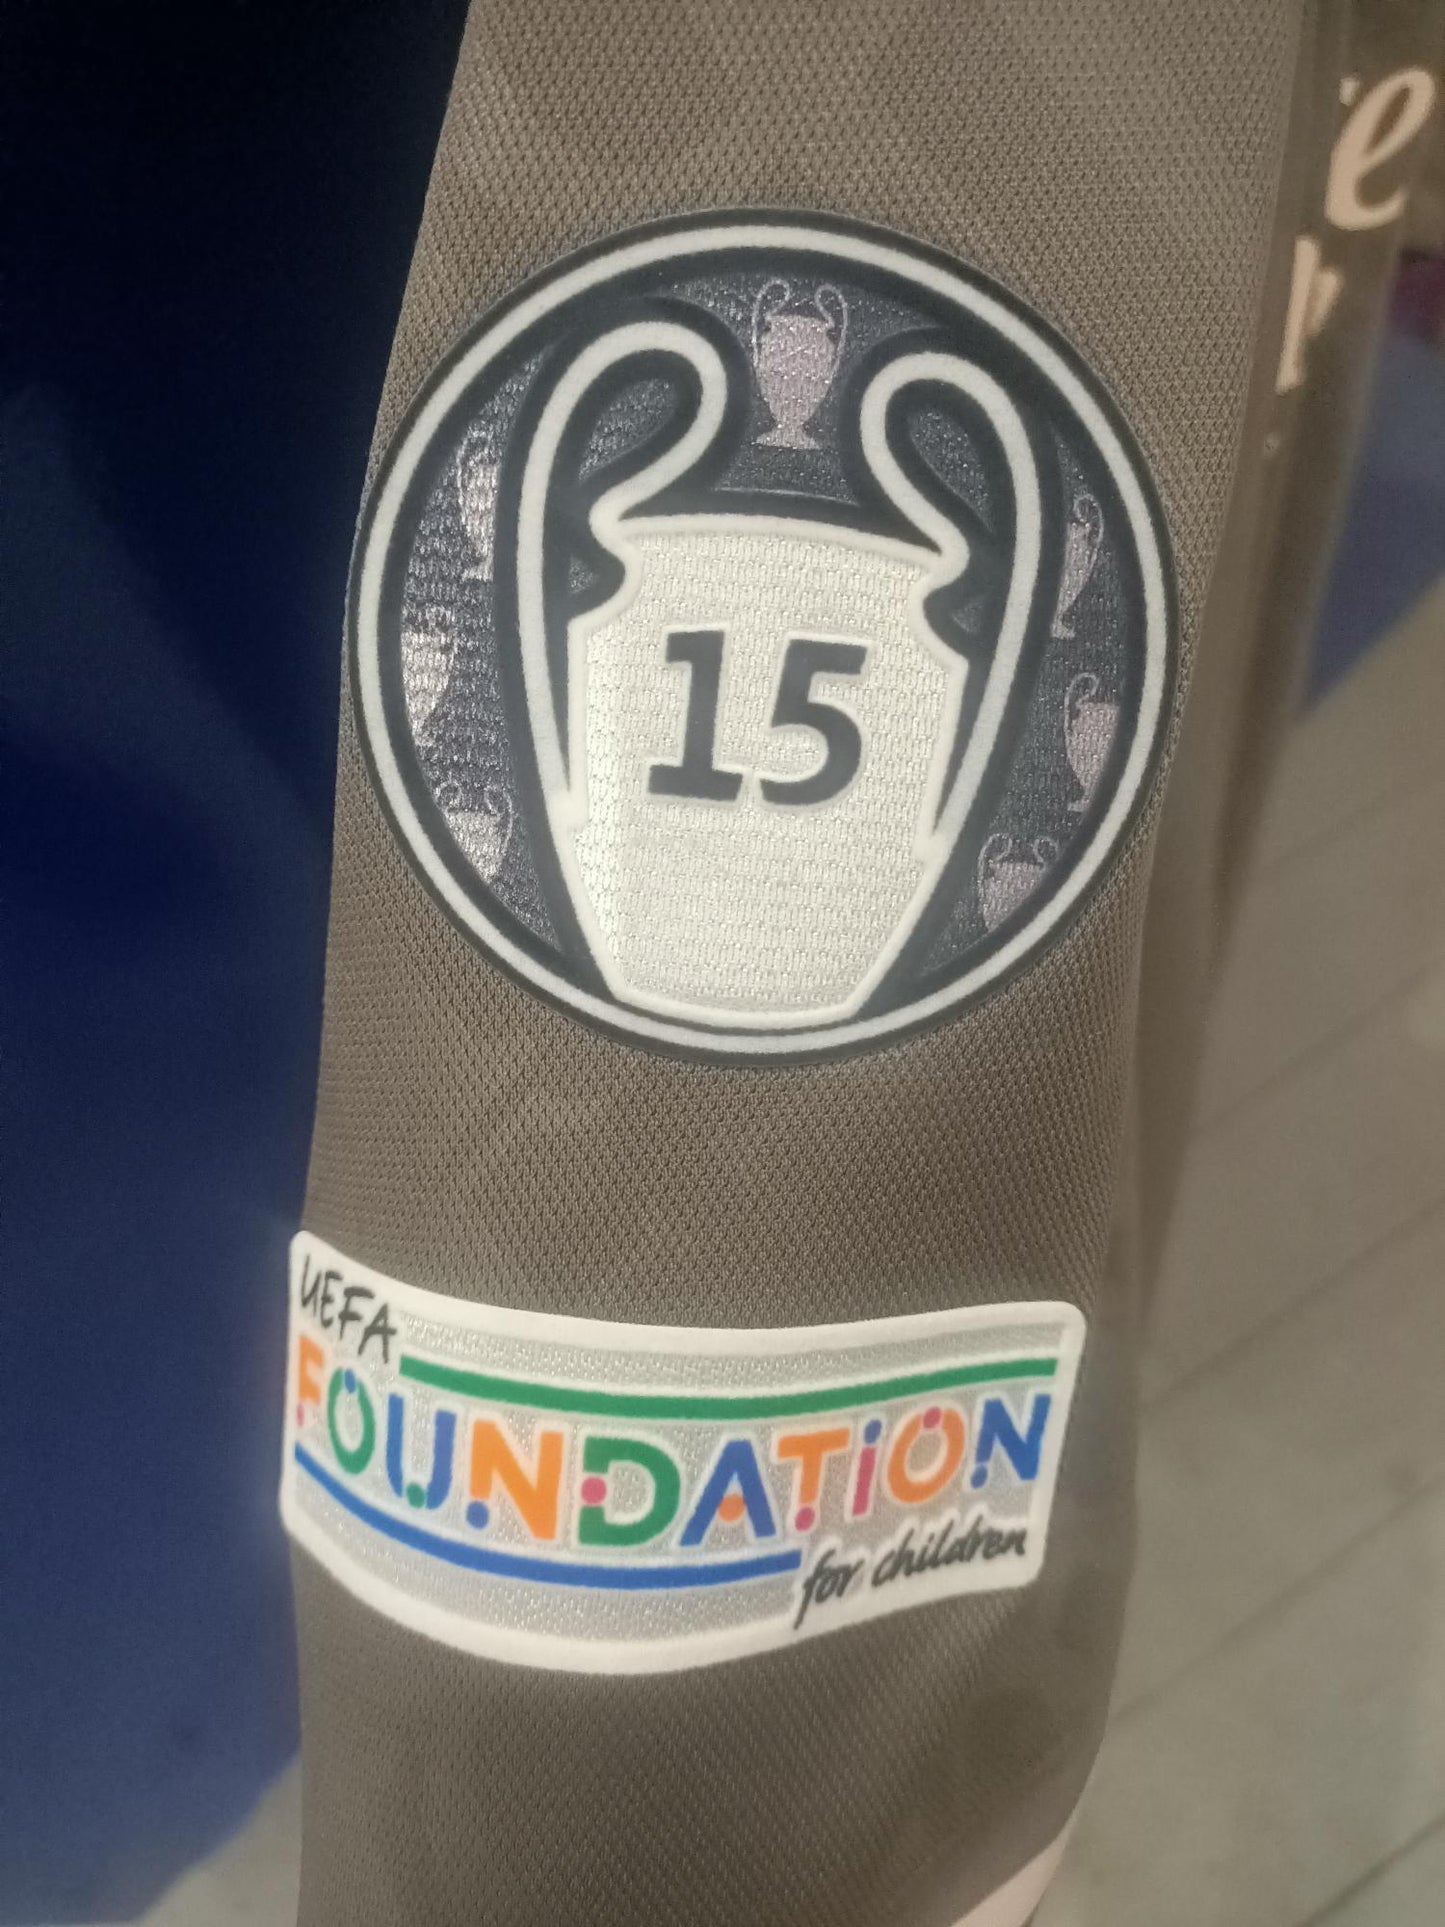 15
UEFA
FOUNDATION
for children